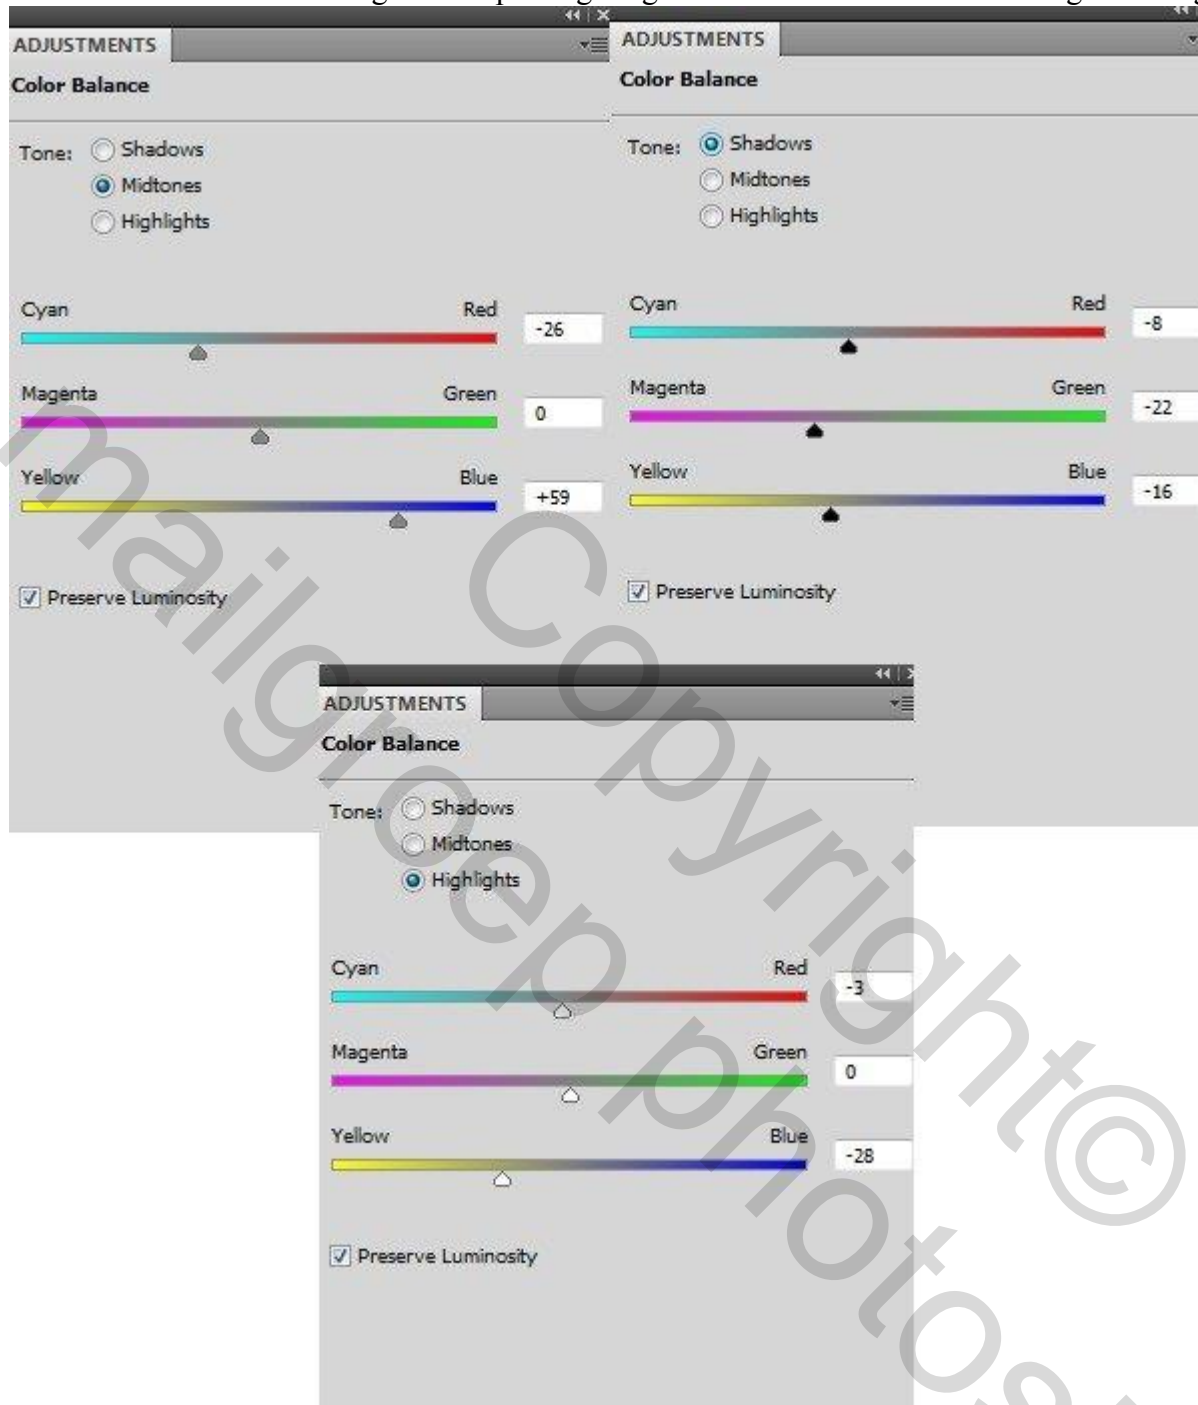 ADJUSTMENTS
Color Balance
Tone: Shadows
Midtones
Highlights
Cyan Red -26
Magenta Green 0
Yellow Blue +59
Preserve Luminosity
ADJUSTMENTS
Color Balance
Tone: Shadows
Midtones
Highlights
Cyan Red -8
Magenta Green -22
Yellow Blue -16
Preserve Luminosity
ADJUSTMENTS
Color Balance
Tone: Shadows
Midtones
Highlights
Cyan Red -3
Magenta Green 0
Yellow Blue -28
Preserve Luminosity
Copyright©
mailgroep photos